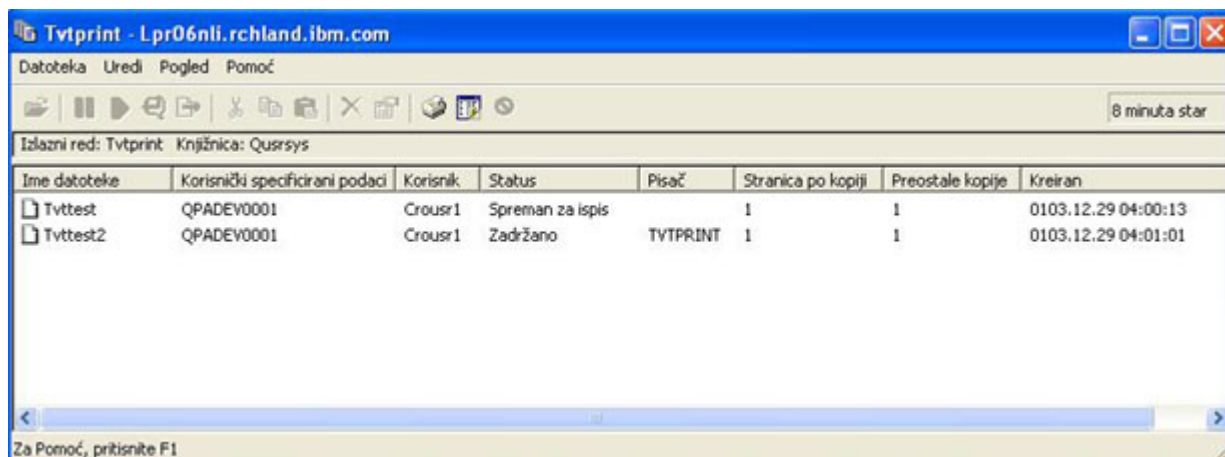 Tvtprint - Lpr06nli.rchland.ibm.com
Datoteka Uredi Pogled Pomoć
8 minuta star
Izlazni red: Tvtprint Knjižnica: Qusrsys
Ime datoteke Korisnički specificirani podaci Korisnik Status Pisač Stranica po kopiji Preostale kopije Kreiran
Tvttest QPADEV0001 Crousr1 Spreman za ispis 1 1 0103.12.29 04:00:13
Tvttest2 QPADEV0001 Crousr1 Zadržano TVTPRINT 1 1 0103.12.29 04:01:01
Za Pomoć, pritisnite F1